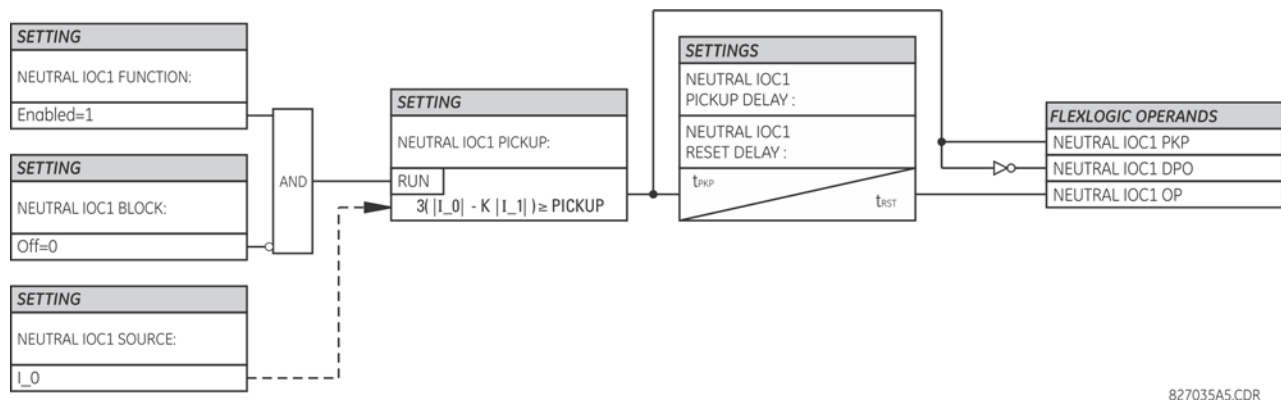 SETTING
NEUTRAL IOC1 FUNCTION:
Enabled=1
SETTING
NEUTRAL IOC1 BLOCK:
Off=0
SETTING
NEUTRAL IOC1 SOURCE:
I_0
AND
SETTING
NEUTRAL IOC1 PICKUP:
RUN
3( |I_0| - K |I_1| ) ≥ PICKUP
SETTINGS
NEUTRAL IOC1
PICKUP DELAY :
NEUTRAL IOC1
RESET DELAY :
tPKP
tRST
FLEXLOGIC OPERANDS
NEUTRAL IOC1 PKP
NEUTRAL IOC1 DPO
NEUTRAL IOC1 OP
827035A5.CDR